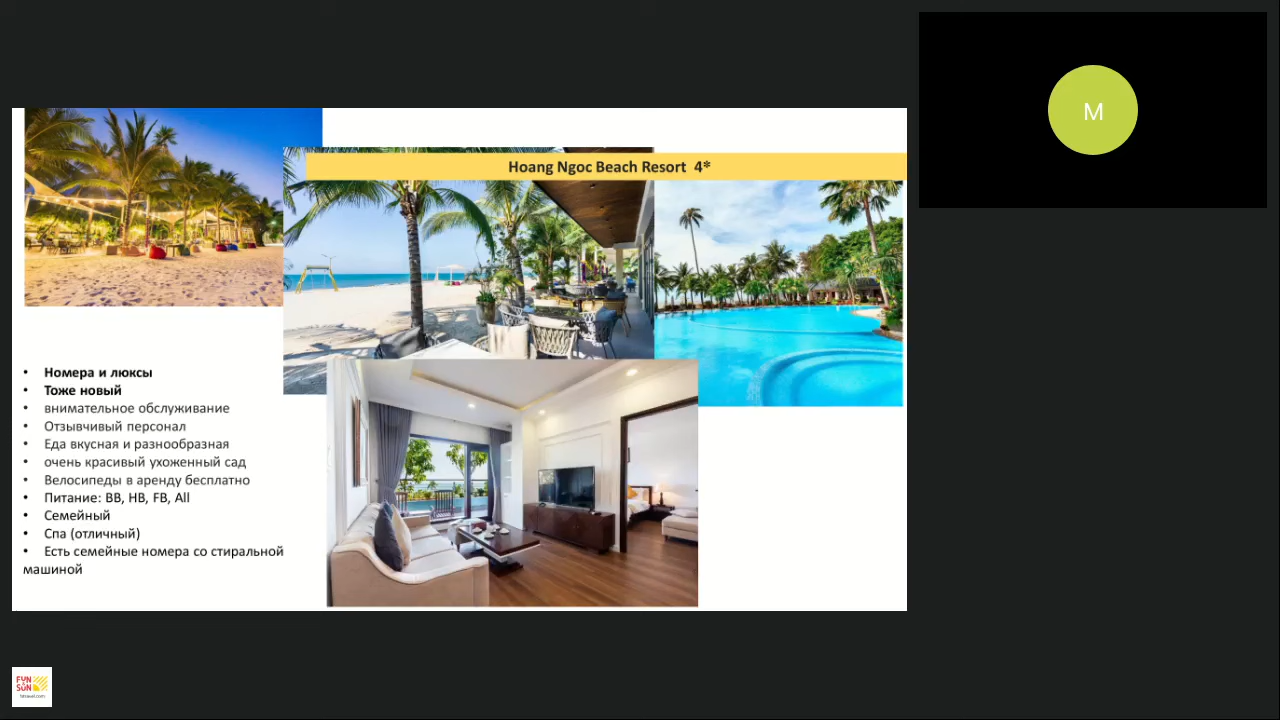 M
Hoang Ngoc Beach Resort 4*
• Номера и люксы
• Тоже новый
• внимательное обслуживание
• Отзывчивый персонал
• Еда вкусная и разнообразная
• очень красивый ухоженный сад
• Велосипеды в аренду бесплатно
• Питание: BB, HB, FB, All
• Семейный
• Спа (отличный)
• Есть семейные номера со стиральной
машиной
FUN
&SUN
fstravel.com